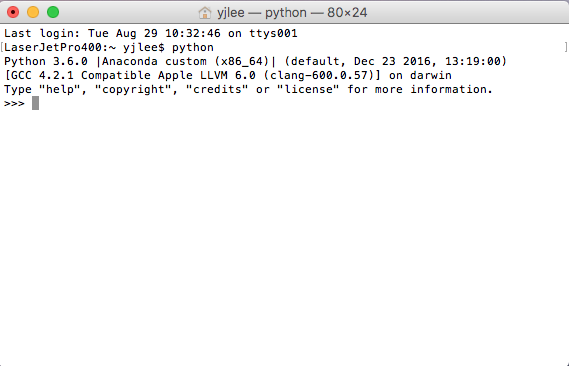 yjlee — python — 80×24
Last login: Tue Aug 29 10:32:46 on ttys001
[LaserJetPro400:~ yjlee$ python ]
Python 3.6.0 |Anaconda custom (x86_64)| (default, Dec 23 2016, 13:19:00)
[GCC 4.2.1 Compatible Apple LLVM 6.0 (clang-600.0.57)] on darwin
Type "help", "copyright", "credits" or "license" for more information.
>>>